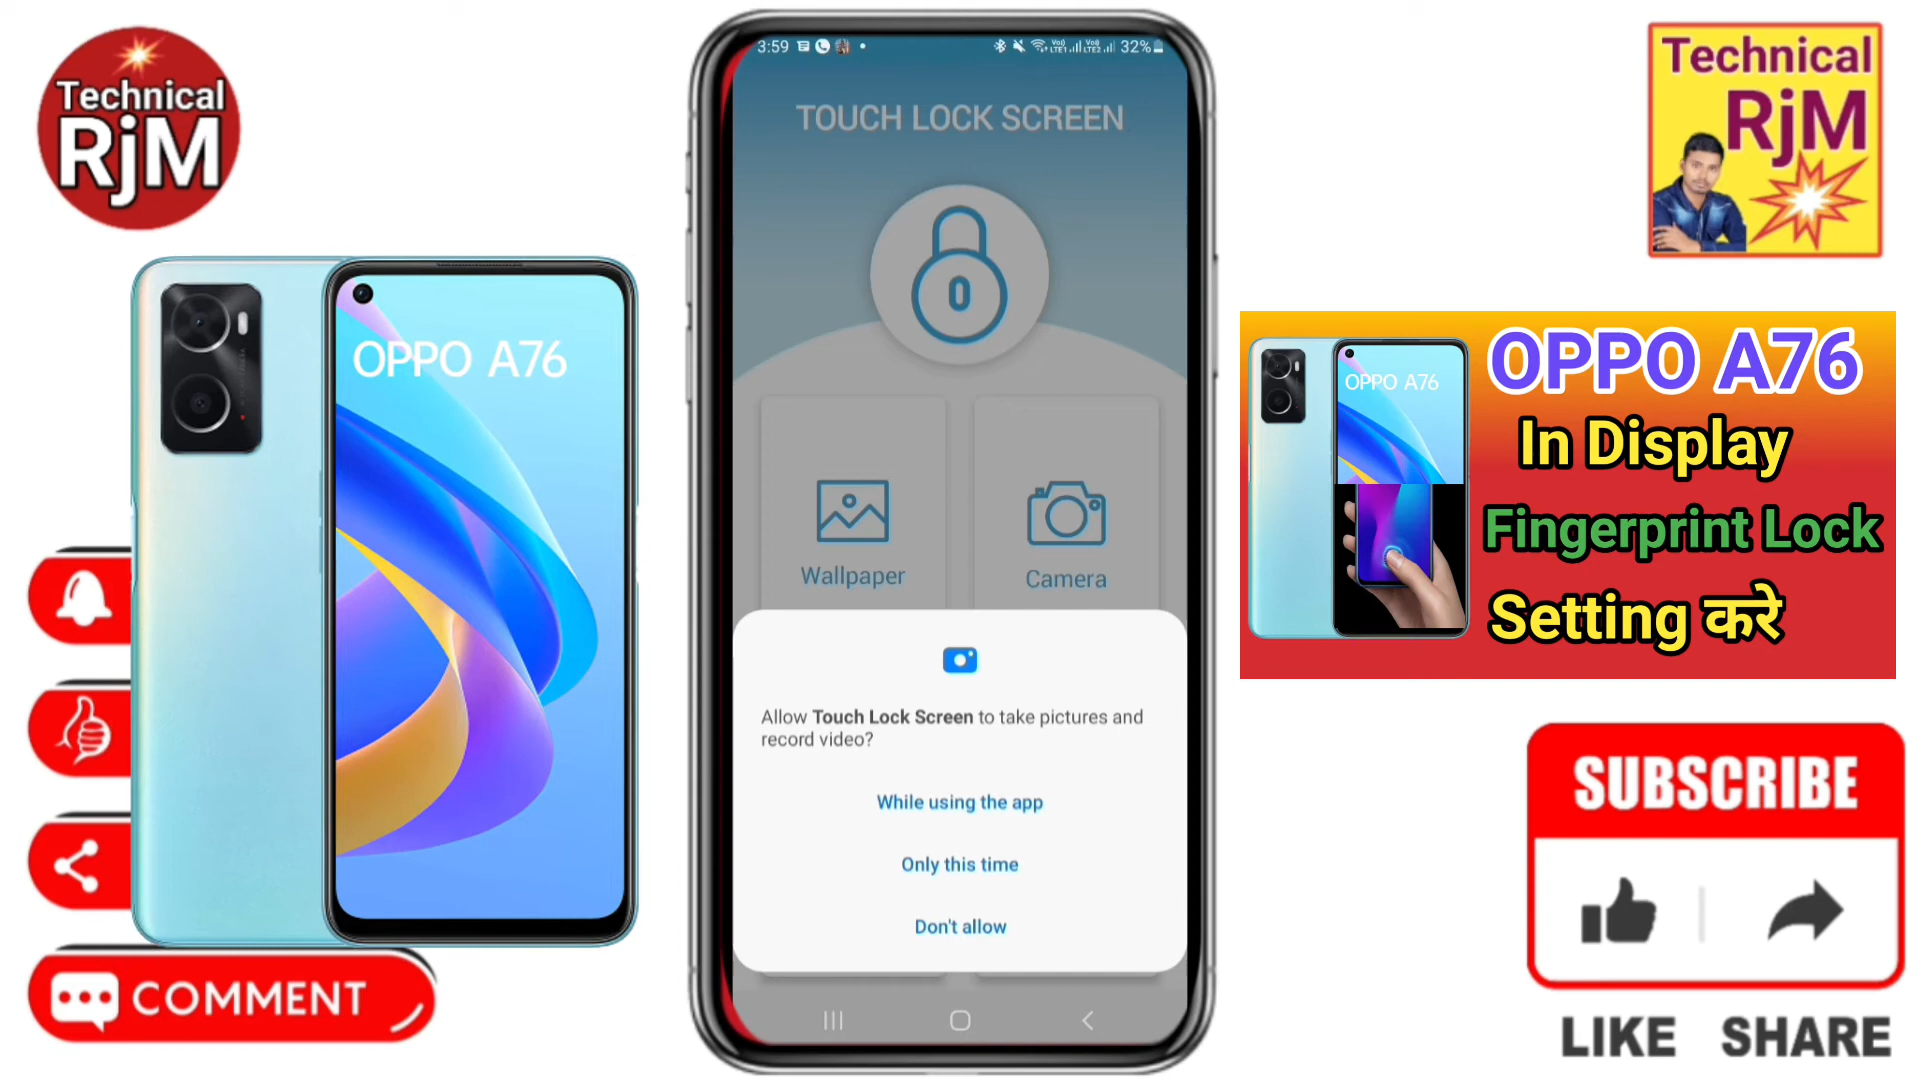 Technical
RjM
OPPO A76
COMMENT
3:59
32%
TOUCH LOCK SCREEN
Wallpaper
Camera
Allow Touch Lock Screen to take pictures and
record video?
While using the app
Only this time
Don't allow
Technical
RjM
OPPO A76
OPPO A76
In Display
Fingerprint Lock
Setting करे
SUBSCRIBE
LIKE SHARE